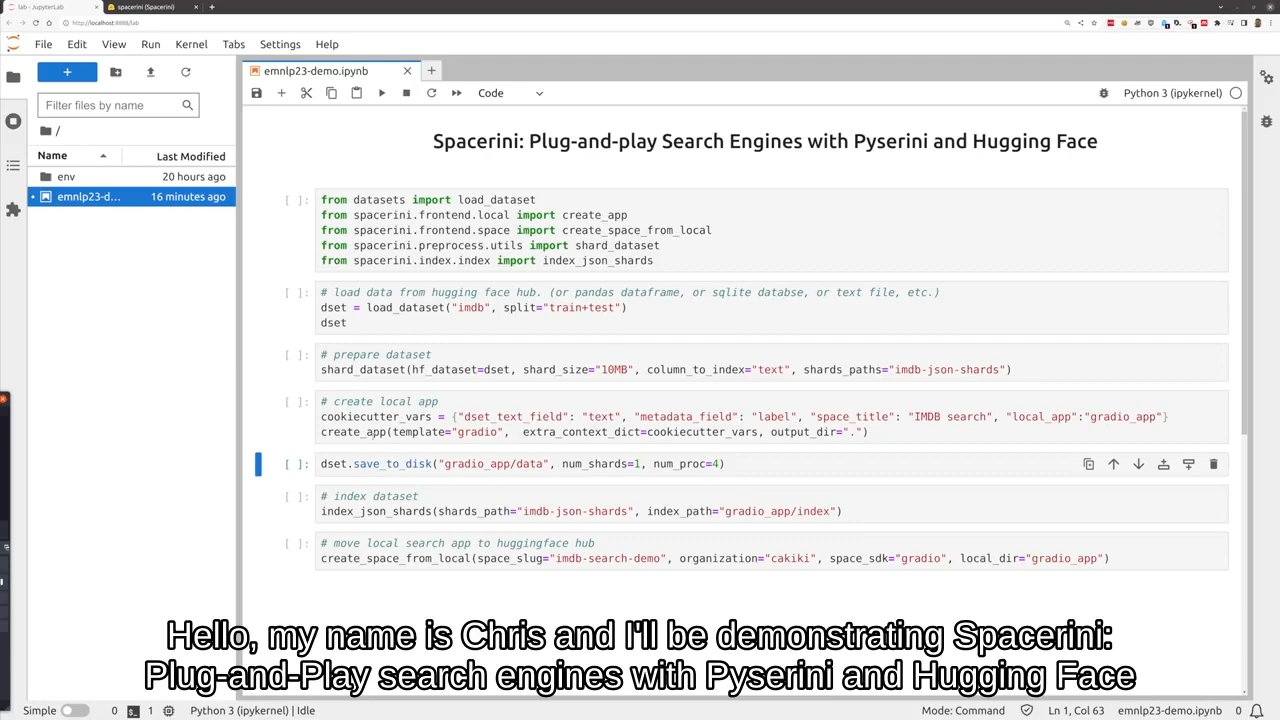 lab - JupyterLab
spacerini (Spacerini)
http://localhost:8888/lab
File Edit View Run Kernel Tabs Settings Help
emnlp23-demo.ipynb
Code
Python 3 (ipykernel)
Filter files by name
/
Name Last Modified
env 20 hours ago
emnlp23-d... 16 minutes ago
Spacerini: Plug-and-play Search Engines with Pyserini and Hugging Face
[ ]: from datasets import load_dataset
from spacerini.frontend.local import create_app
from spacerini.frontend.space import create_space_from_local
from spacerini.preprocess.utils import shard_dataset
from spacerini.index.index import index_json_shards
[ ]: # load data from hugging face hub. (or pandas dataframe, or sqlite databse, or text file, etc.)
dset = load_dataset("imdb", split="train+test")
dset
[ ]: # prepare dataset
shard_dataset(hf_dataset=dset, shard_size="10MB", column_to_index="text", shards_paths="imdb-json-shards")
[ ]: # create local app
cookiecutter_vars = {"dset_text_field": "text", "metadata_field": "label", "space_title": "IMDB search", "local_app":"gradio_app"}
create_app(template="gradio", extra_context_dict=cookiecutter_vars, output_dir=".")
[ ]: dset.save_to_disk("gradio_app/data", num_shards=1, num_proc=4)
[ ]: # index dataset
index_json_shards(shards_path="imdb-json-shards", index_path="gradio_app/index")
[ ]: # move local search app to huggingface hub
create_space_from_local(space_slug="imdb-search-demo", organization="cakiki", space_sdk="gradio", local_dir="gradio_app")
Hello, my name is Chris and I'll be demonstrating Spacerini:
Plug-and-Play search engines with Pyserini and Hugging Face
Simple 0 1 Python 3 (ipykernel) | Idle
Mode: Command Ln 1, Col 63 emnlp23-demo.ipynb 0